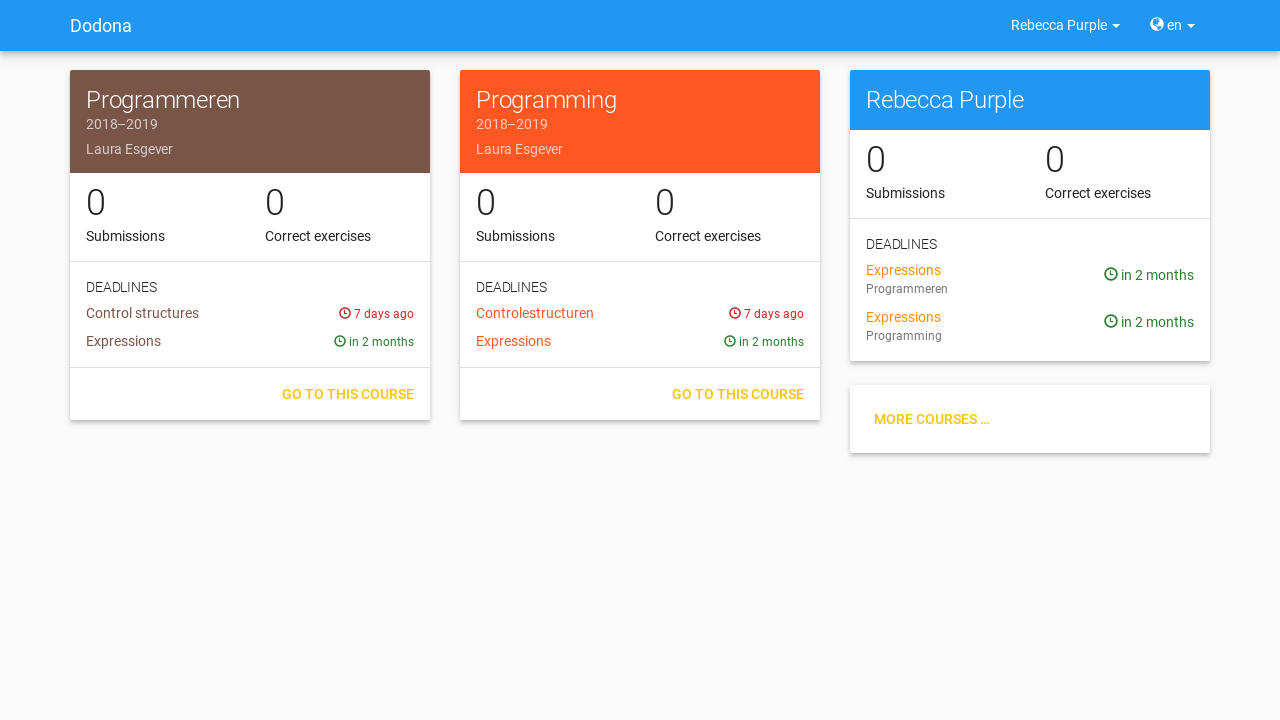 Dodona
Rebecca Purple
en
Programmeren
2018–2019
Laura Esgever
0
Submissions
0
Correct exercises
DEADLINES
Control structures
7 days ago
Expressions
in 2 months
GO TO THIS COURSE
Programming
2018–2019
Laura Esgever
0
Submissions
0
Correct exercises
DEADLINES
Controlestructuren
7 days ago
Expressions
in 2 months
GO TO THIS COURSE
Rebecca Purple
0
Submissions
0
Correct exercises
DEADLINES
Expressions
Programmeren
in 2 months
Expressions
Programming
in 2 months
MORE COURSES ...